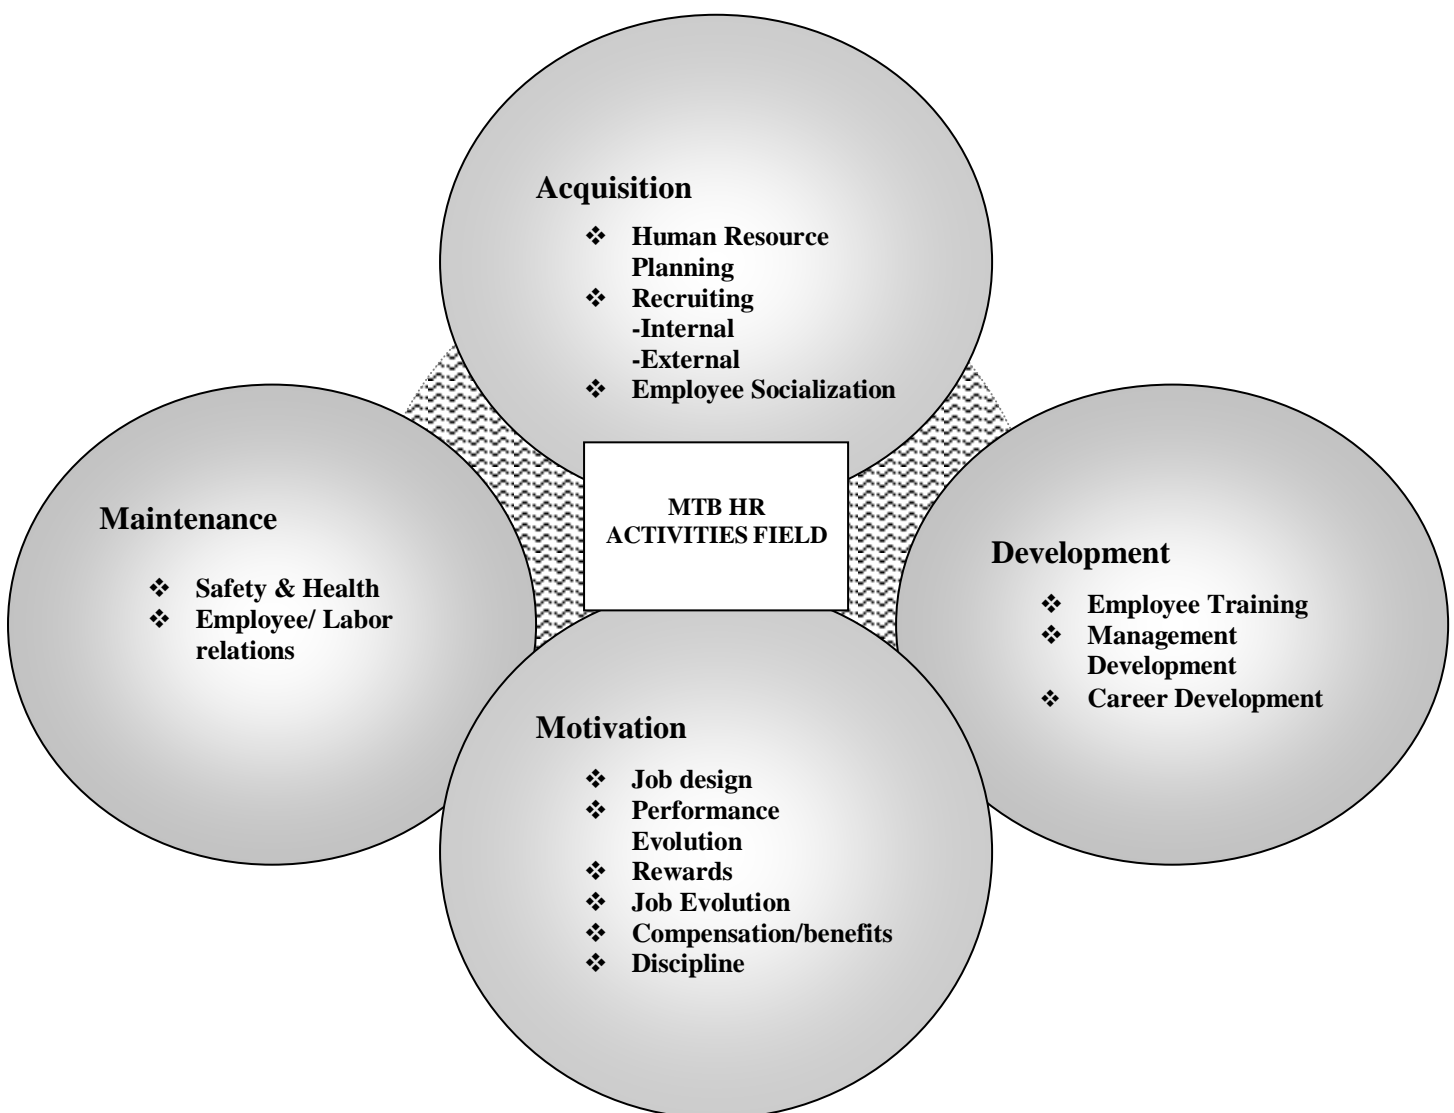 Acquisition
❖ Human Resource
Planning
❖ Recruiting
-Internal
-External
❖ Employee Socialization
MTB HR
ACTIVITIES FIELD
Maintenance
❖ Safety & Health
❖ Employee/ Labor
relations
Development
❖ Employee Training
❖ Management
Development
❖ Career Development
Motivation
❖ Job design
❖ Performance
Evolution
❖ Rewards
❖ Job Evolution
❖ Compensation/benefits
❖ Discipline